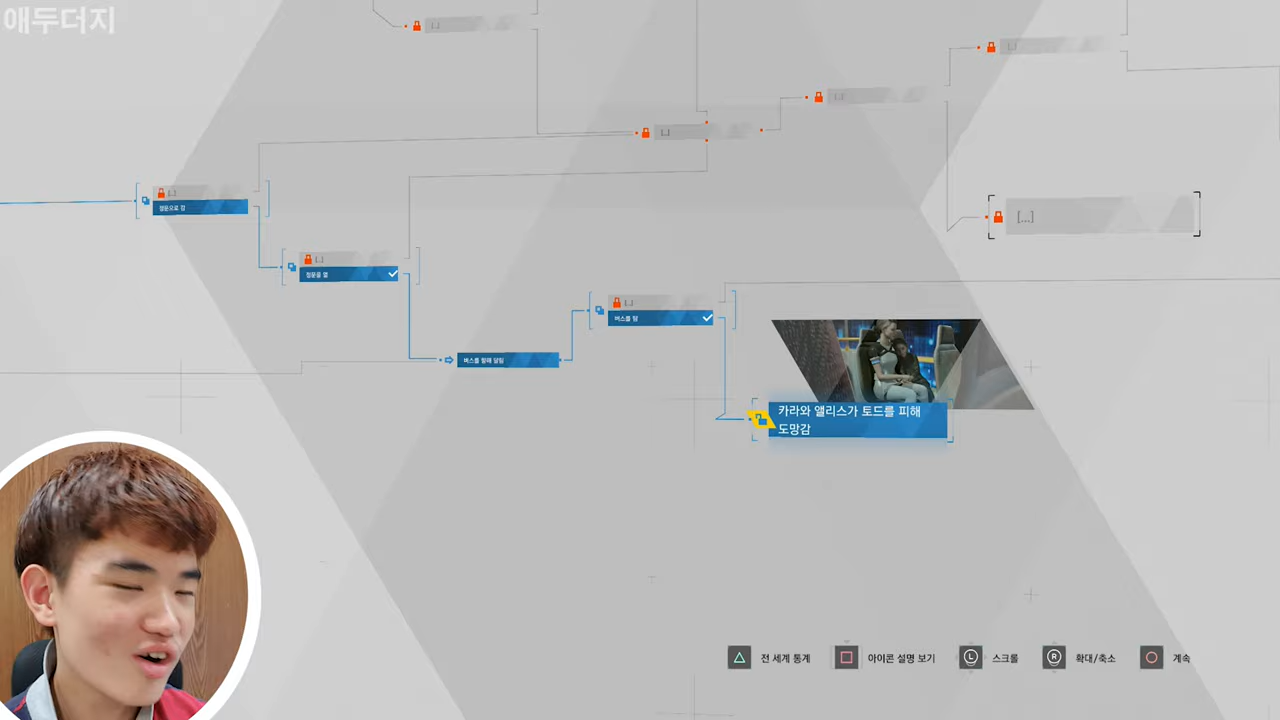 애두더지
[...]
[...]
[...]
[...]
[...]
정문으로 감
[...]
[...]
정문을 엶
[...]
버스를 탐
버스를 향해 달림
카라와 앨리스가 토드를 피해
도망감
전 세계 통계
아이콘 설명 보기
L
스크롤
R
확대/축소
계속